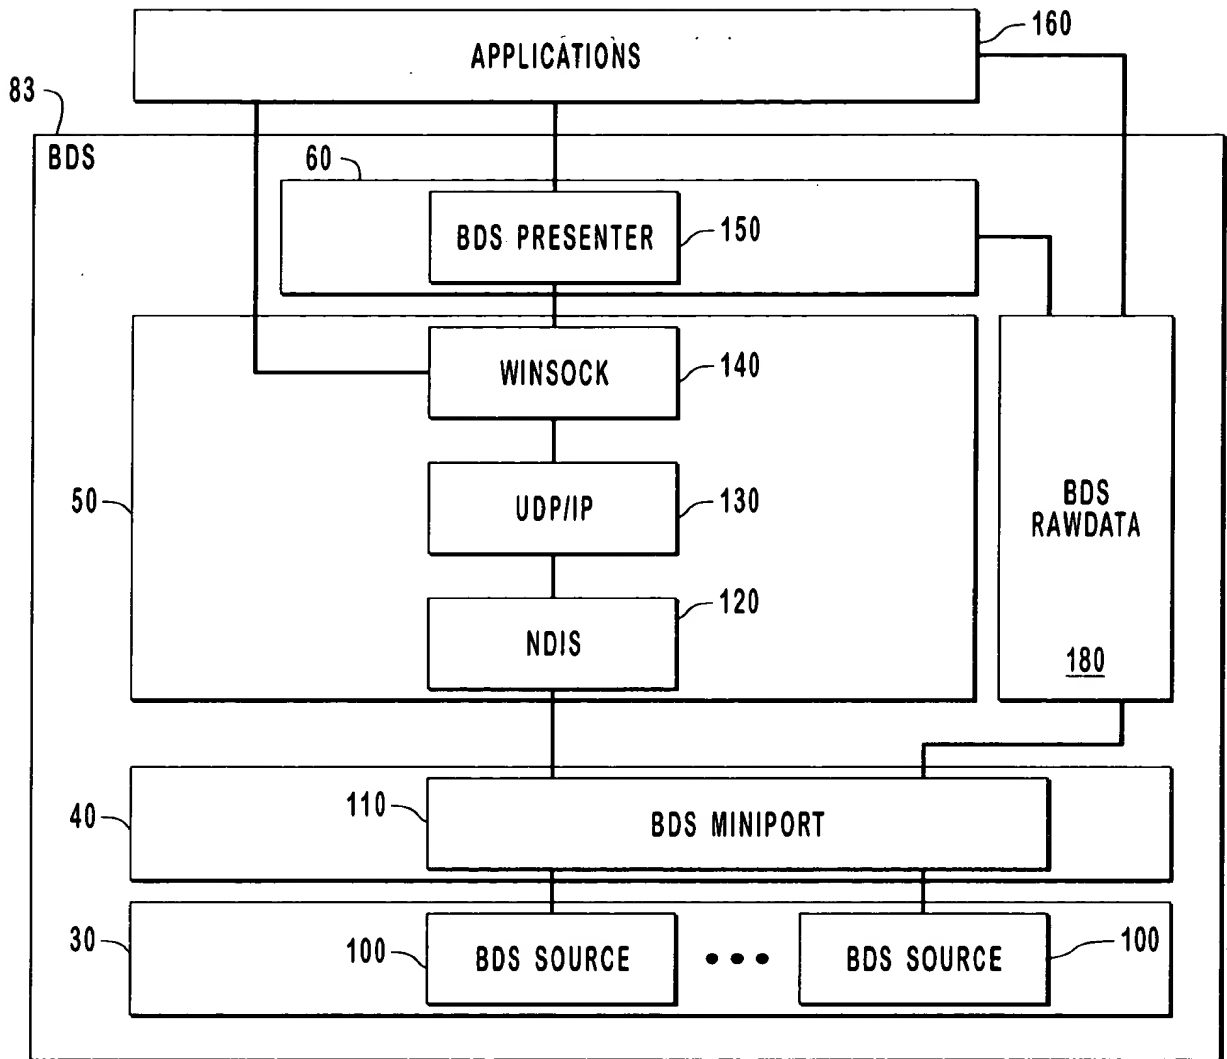 160
APPLICATIONS
83
BDS
60
BDS PRESENTER
150
WINSOCK
140
50
UDP/IP
130
BDS
RAWDATA
120
NDIS
180
110
40
BDS MINIPORT
30
100
BDS SOURCE
BDS SOURCE
100